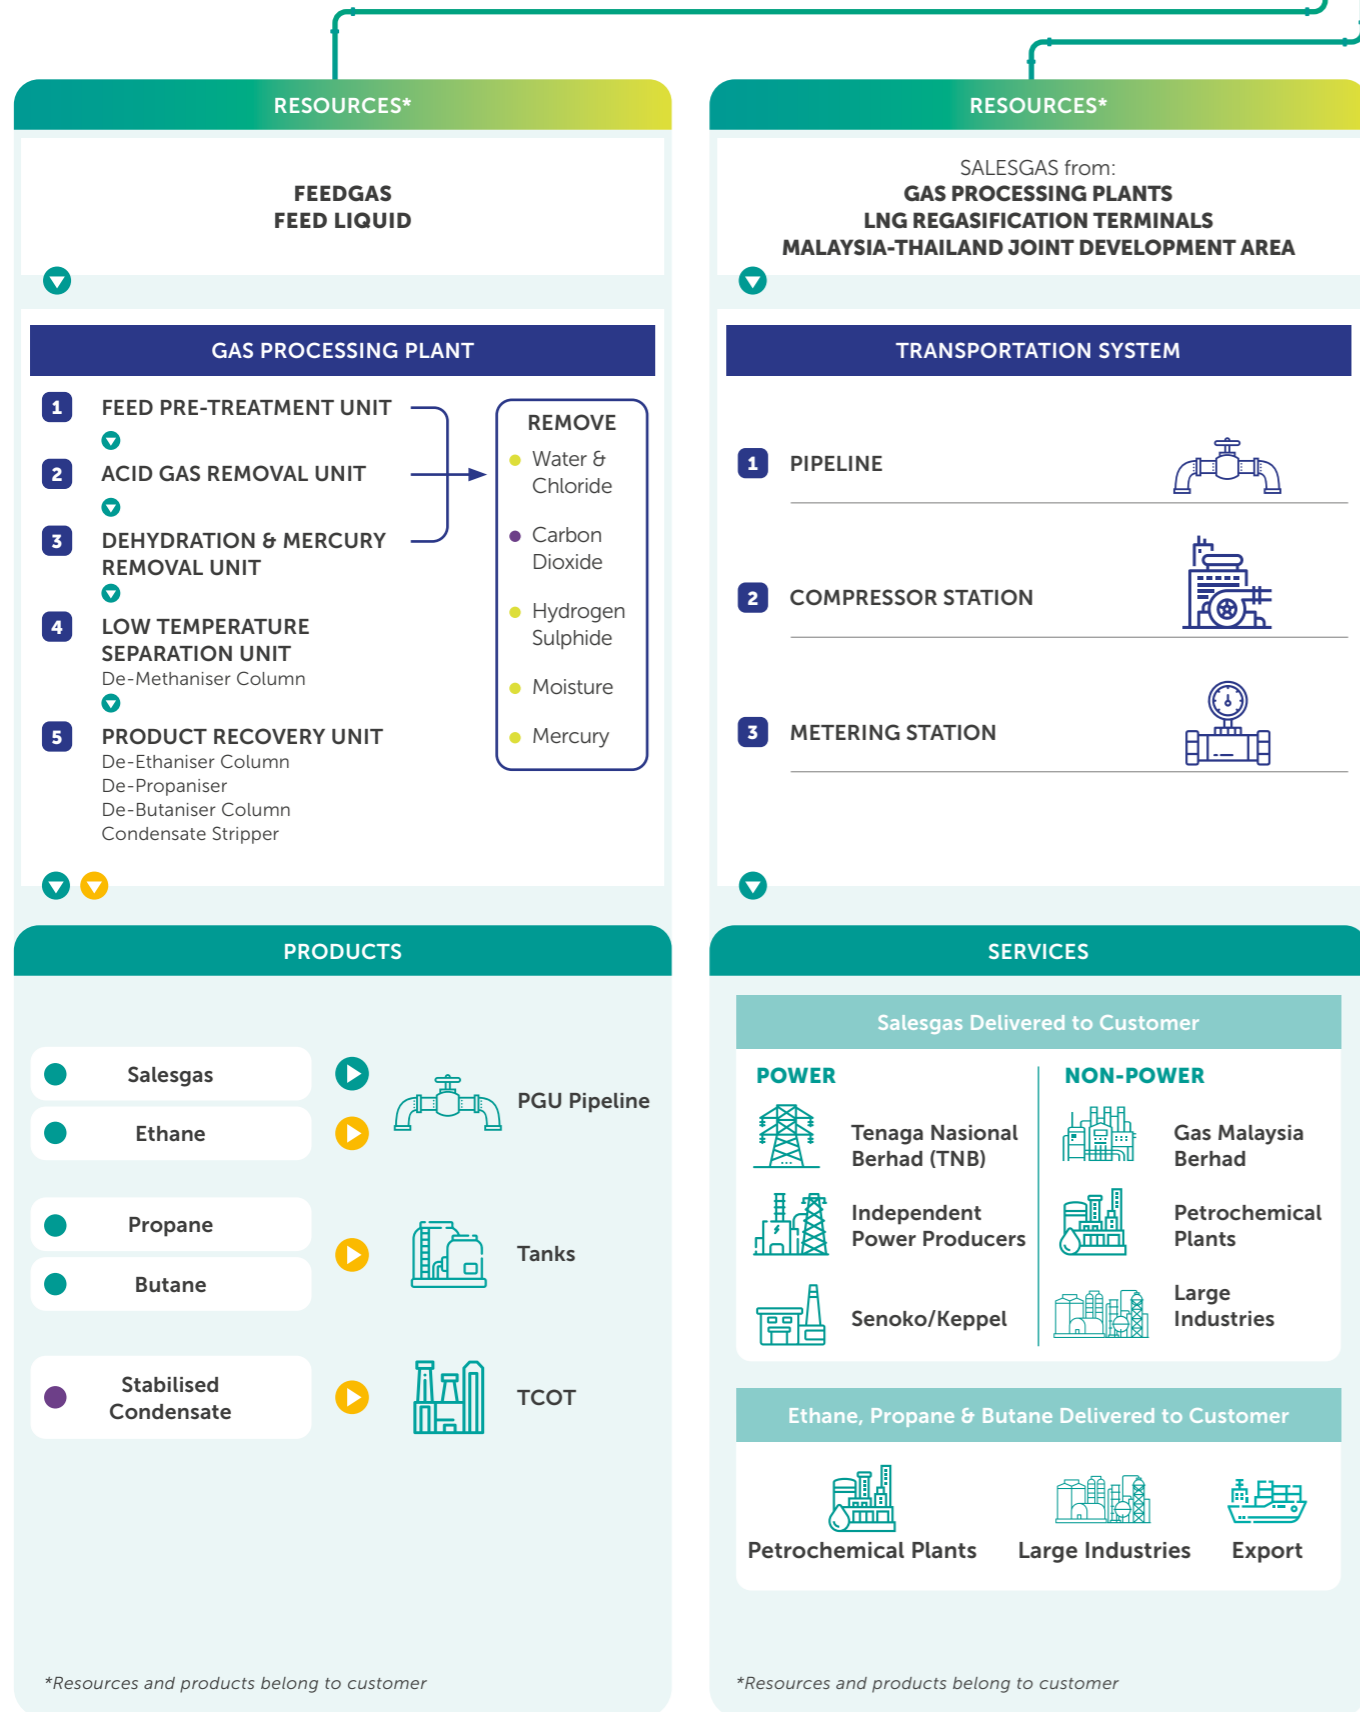 RESOURCES*
FEEDGAS
FEED LIQUID
GAS PROCESSING PLANT
1 FEED PRE-TREATMENT UNIT
2 ACID GAS REMOVAL UNIT
3 DEHYDRATION & MERCURY
REMOVAL UNIT
4 LOW TEMPERATURE
SEPARATION UNIT
De-Methaniser Column
5 PRODUCT RECOVERY UNIT
De-Ethaniser Column
De-Propaniser
De-Butaniser Column
Condensate Stripper
REMOVE
Water &
Chloride
Carbon
Dioxide
Hydrogen
Sulphide
Moisture
Mercury
PRODUCTS
Salesgas
Ethane
PGU Pipeline
Propane
Butane
Tanks
Stabilised
Condensate
TCOT
*Resources and products belong to customer
RESOURCES*
SALESGAS from:
GAS PROCESSING PLANTS
LNG REGASIFICATION TERMINALS
MALAYSIA-THAILAND JOINT DEVELOPMENT AREA
TRANSPORTATION SYSTEM
1 PIPELINE
2 COMPRESSOR STATION
3 METERING STATION
SERVICES
Salesgas Delivered to Customer
POWER
Tenaga Nasional
Berhad (TNB)
Independent
Power Producers
Senoko/Keppel
NON-POWER
Gas Malaysia
Berhad
Petrochemical
Plants
Large
Industries
Ethane, Propane & Butane Delivered to Customer
Petrochemical Plants
Large Industries
Export
*Resources and products belong to customer